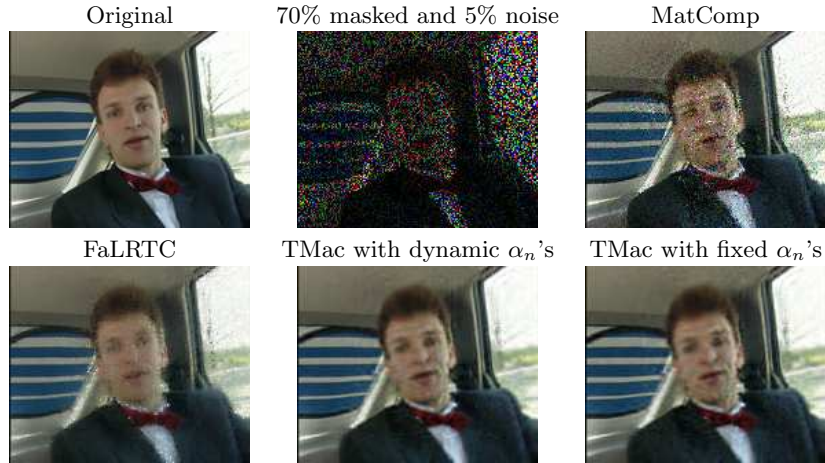 Original
70% masked and 5% noise
MatComp
FaLRTC
TMac with dynamic αₙ's
TMac with fixed αₙ's